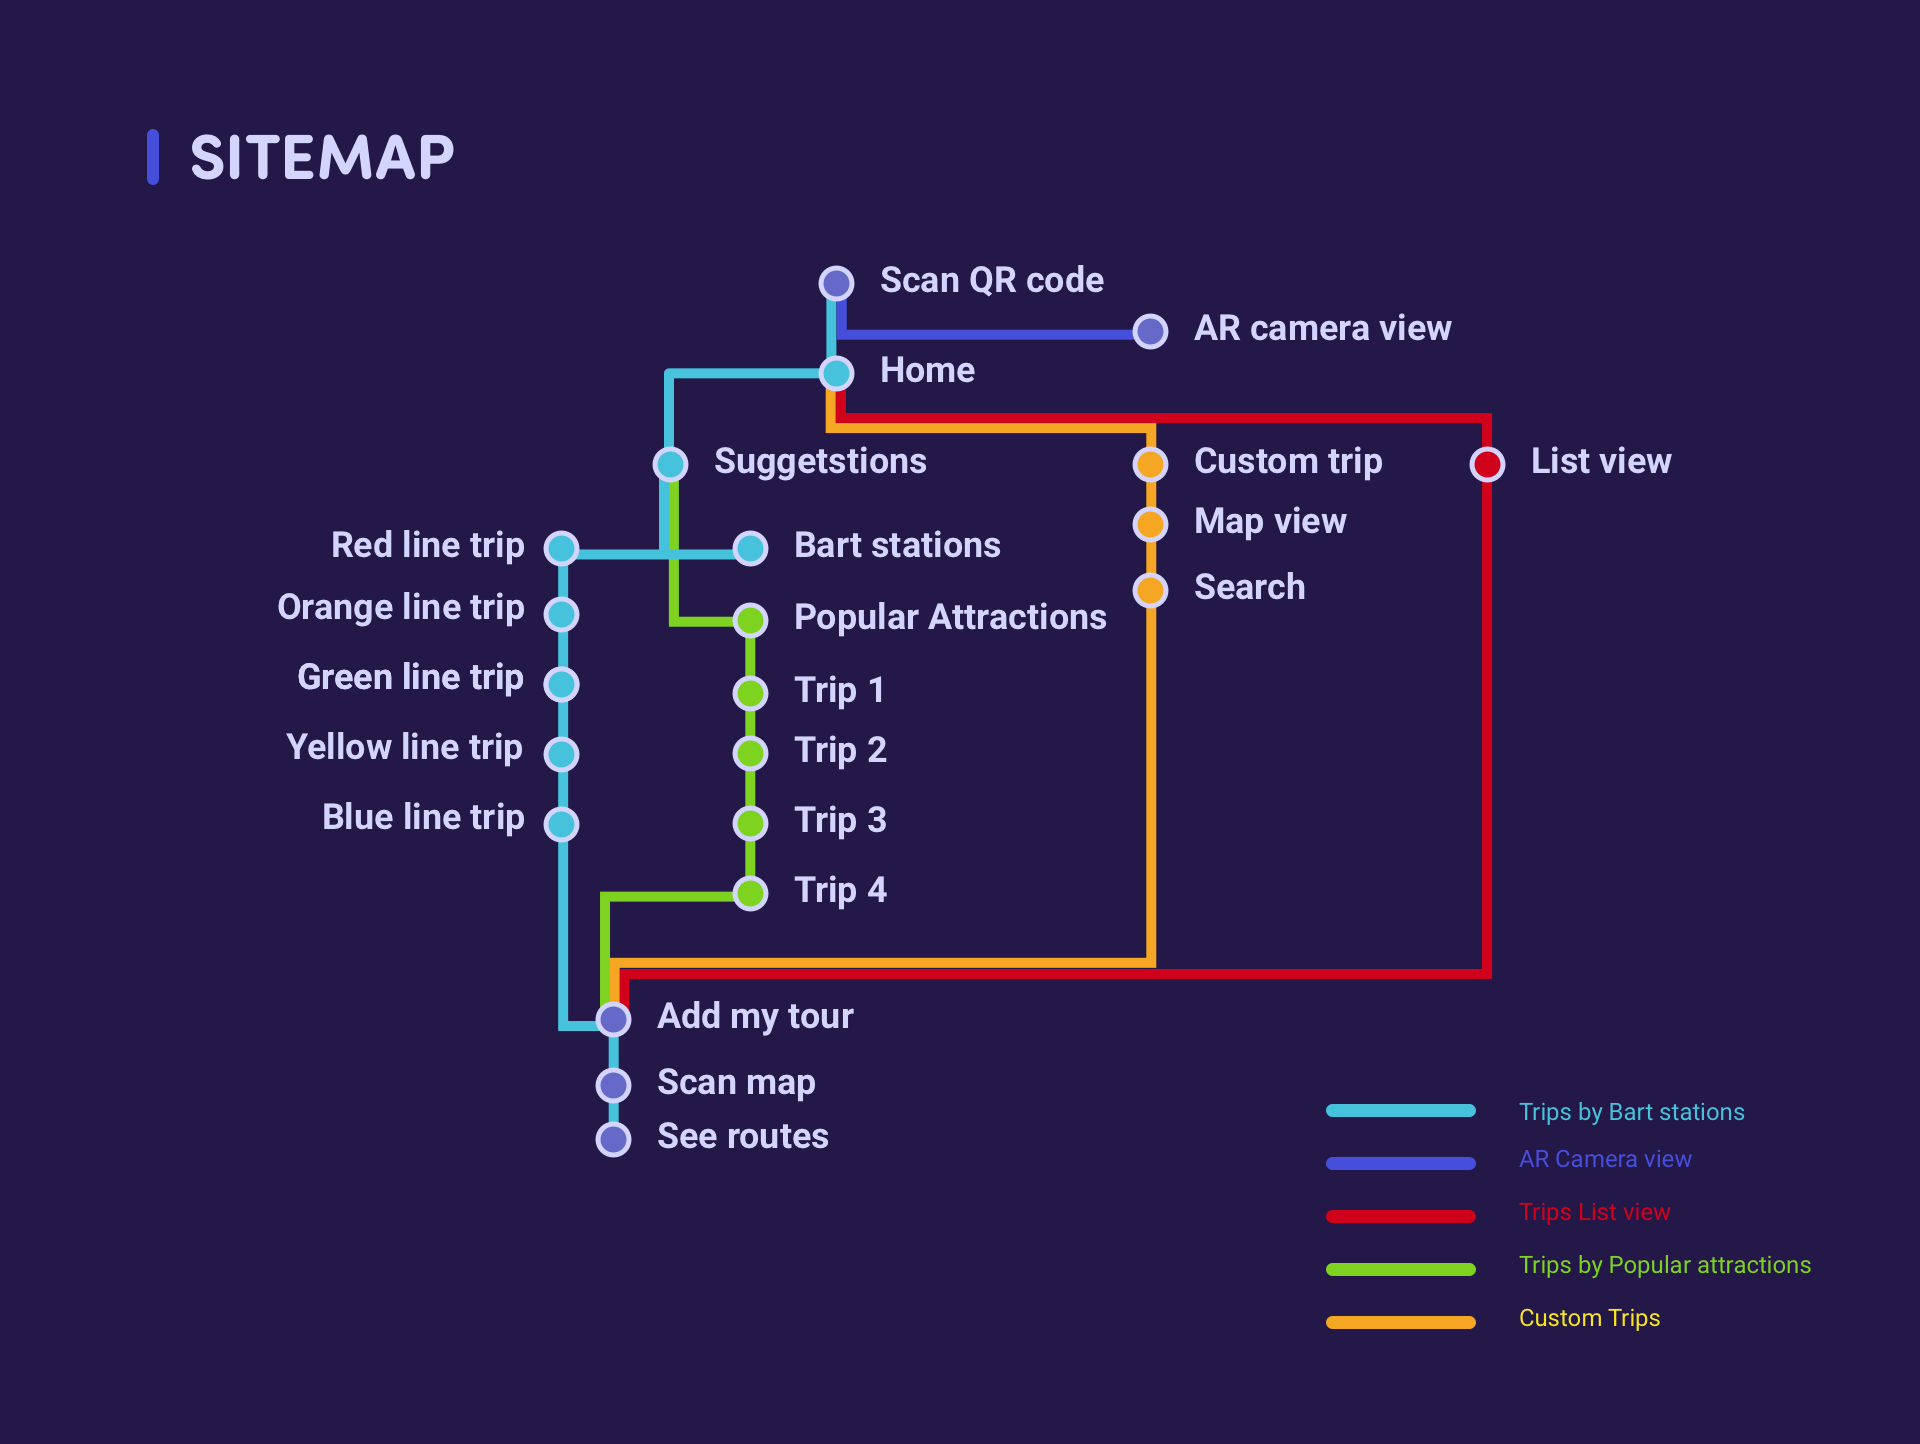 SITEMAP
Scan QR code
AR camera view
Home
Suggetstions
Custom trip
List view
Map view
Red line trip
Bart stations
Search
Orange line trip
Popular Attractions
Green line trip
Trip 1
Yellow line trip
Trip 2
Blue line trip
Trip 3
Trip 4
Add my tour
Scan map
See routes
Trips by Bart stations
AR Camera view
Trips List view
Trips by Popular attractions
Custom Trips